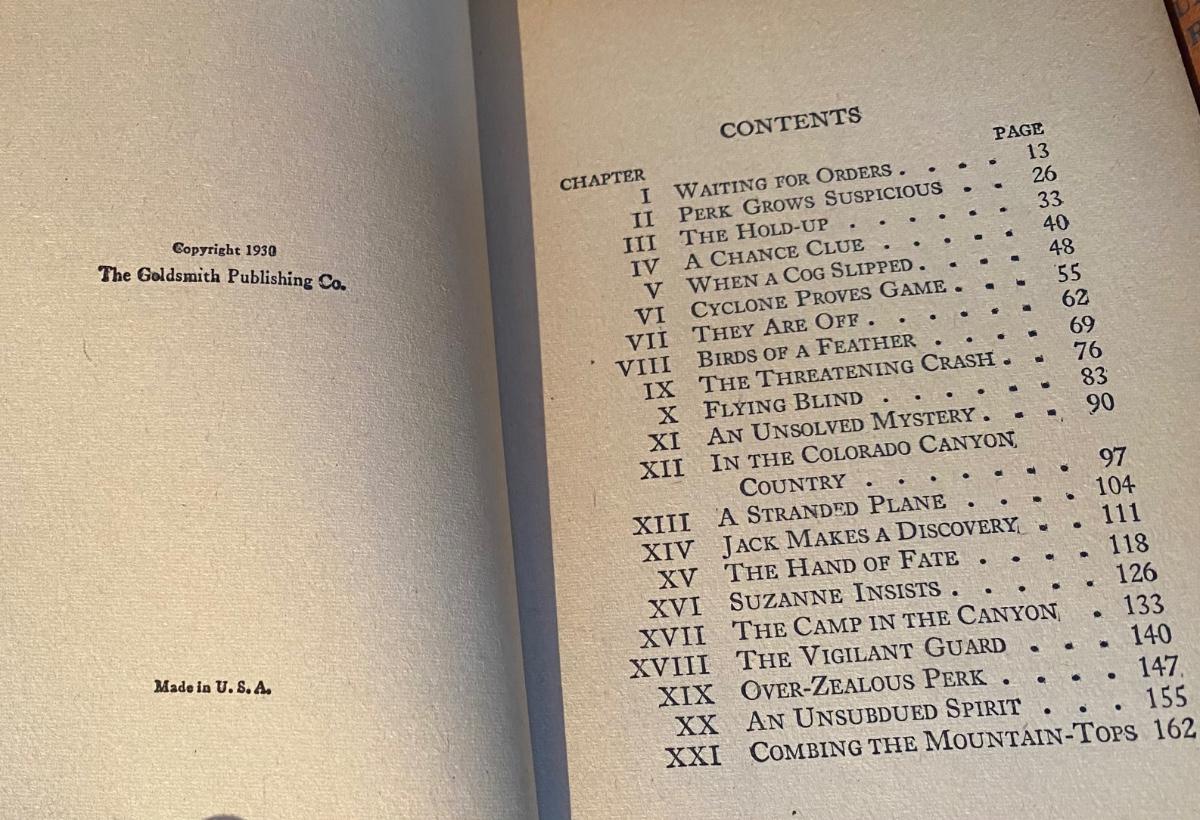 Copyright 1930
The Goldsmith Publishing Co.
Made in U. S. A.
CONTENTS
CHAPTER PAGE
I WAITING FOR ORDERS . . . . 13
II PERK GROWS SUSPICIOUS . . 26
III THE HOLD-UP . . . . . . 33
IV A CHANCE CLUE . . . . . 40
V WHEN A COG SLIPPED . . . . 48
VI CYCLONE PROVES GAME . . . 55
VII THEY ARE OFF . . . . . . 62
VIII BIRDS OF A FEATHER . . . . 69
IX THE THREATENING CRASH . . 76
X FLYING BLIND . . . . . . 83
XI AN UNSOLVED MYSTERY . . . 90
XII IN THE COLORADO CANYON
COUNTRY . . . . . . . 97
XIII A STRANDED PLANE . . . . 104
XIV JACK MAKES A DISCOVERY . . 111
XV THE HAND OF FATE . . . . 118
XVI SUZANNE INSISTS . . . . . 126
XVII THE CAMP IN THE CANYON . 133
XVIII THE VIGILANT GUARD . . . 140
XIX OVER-ZEALOUS PERK . . . . 147
XX AN UNSUBDUED SPIRIT . . . 155
XXI COMBING THE MOUNTAIN-TOPS 162